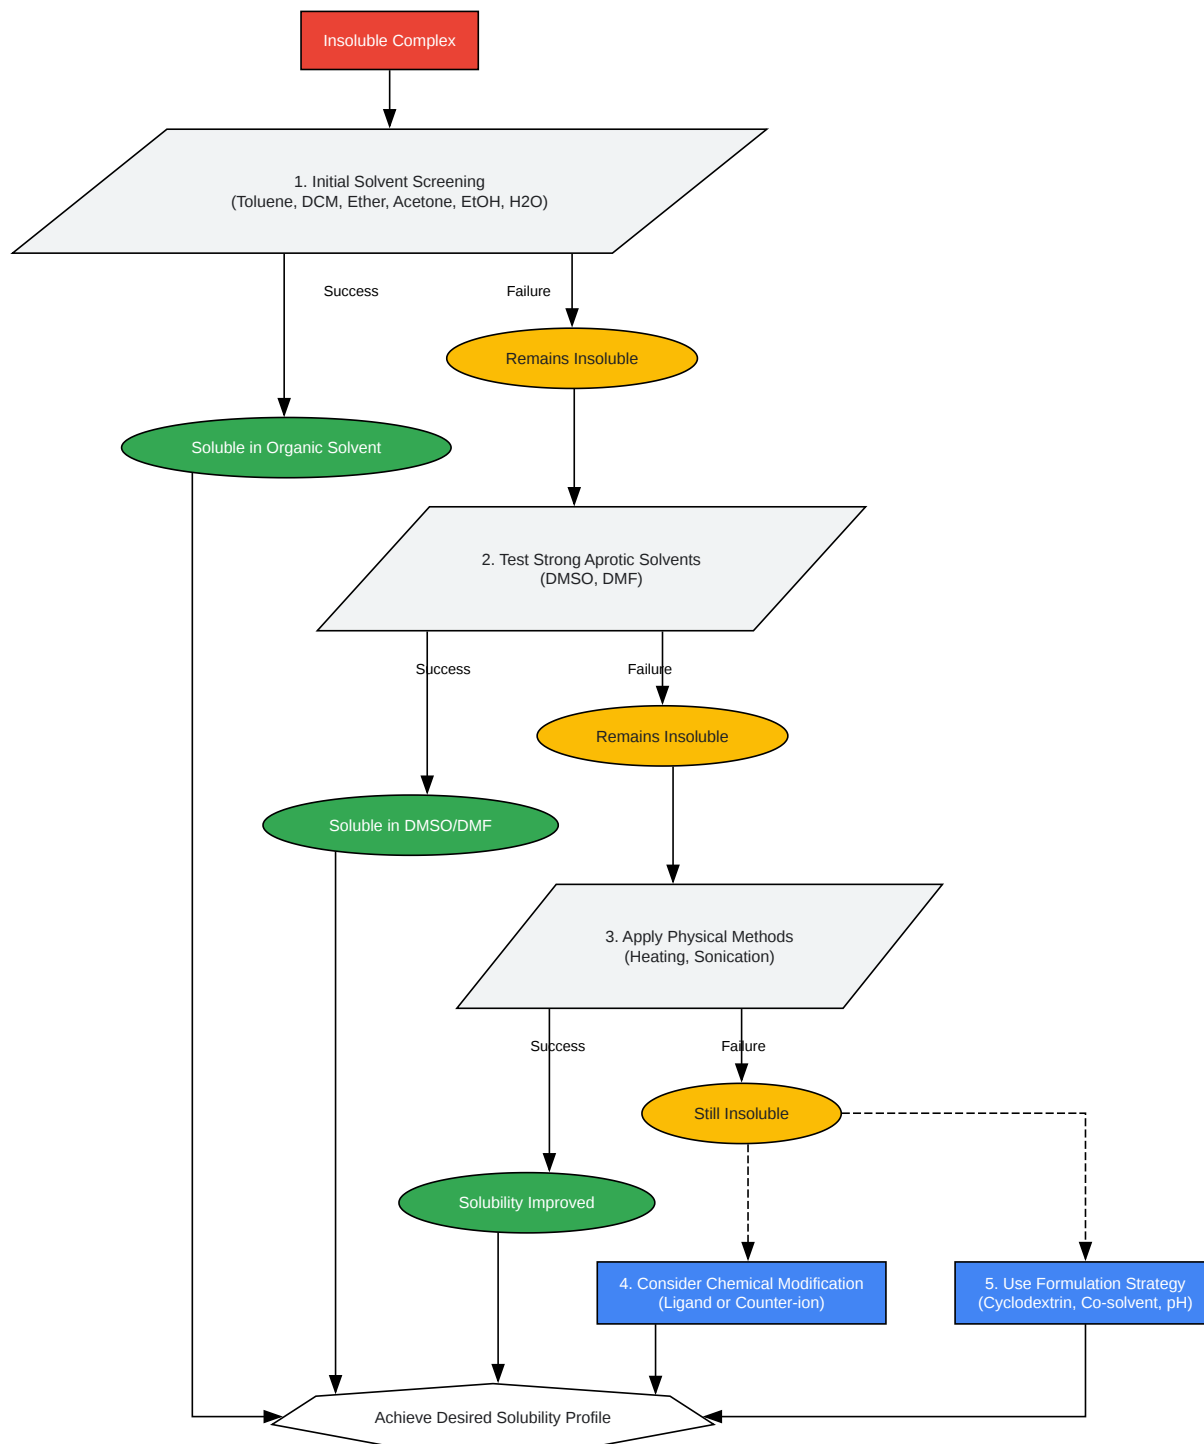 Insoluble Complex
1. Initial Solvent Screening
(Toluene, DCM, Ether, Acetone, EtOH, H2O)
Success
Failure
Remains Insoluble
Soluble in Organic Solvent
2. Test Strong Aprotic Solvents
(DMSO, DMF)
Success
Failure
Remains Insoluble
Soluble in DMSO/DMF
3. Apply Physical Methods
(Heating, Sonication)
Success
Failure
Still Insoluble
Solubility Improved
4. Consider Chemical Modification
(Ligand or Counter-ion)
5. Use Formulation Strategy
(Cyclodextrin, Co-solvent, pH)
Achieve Desired Solubility Profile